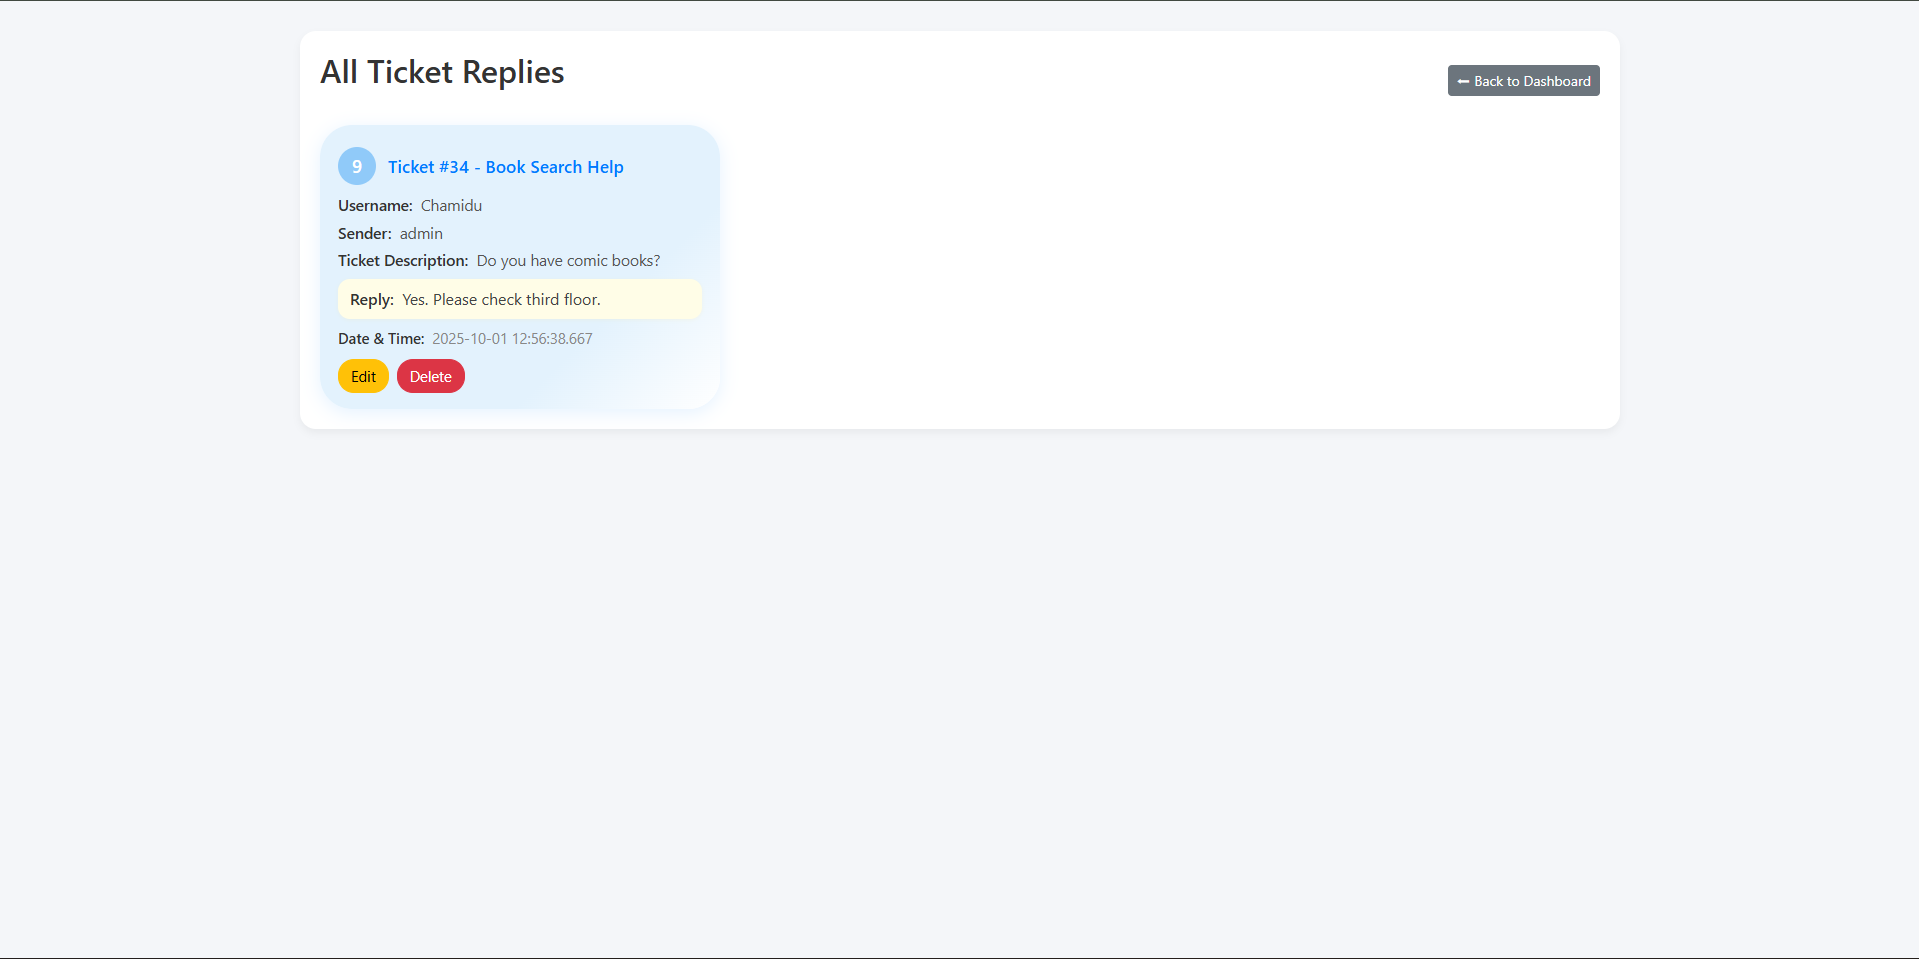 All Ticket Replies
⬅ Back to Dashboard
9 Ticket #34 - Book Search Help
Username: Chamidu
Sender: admin
Ticket Description: Do you have comic books?
Reply: Yes. Please check third floor.
Date & Time: 2025-10-01 12:56:38.667
Edit Delete